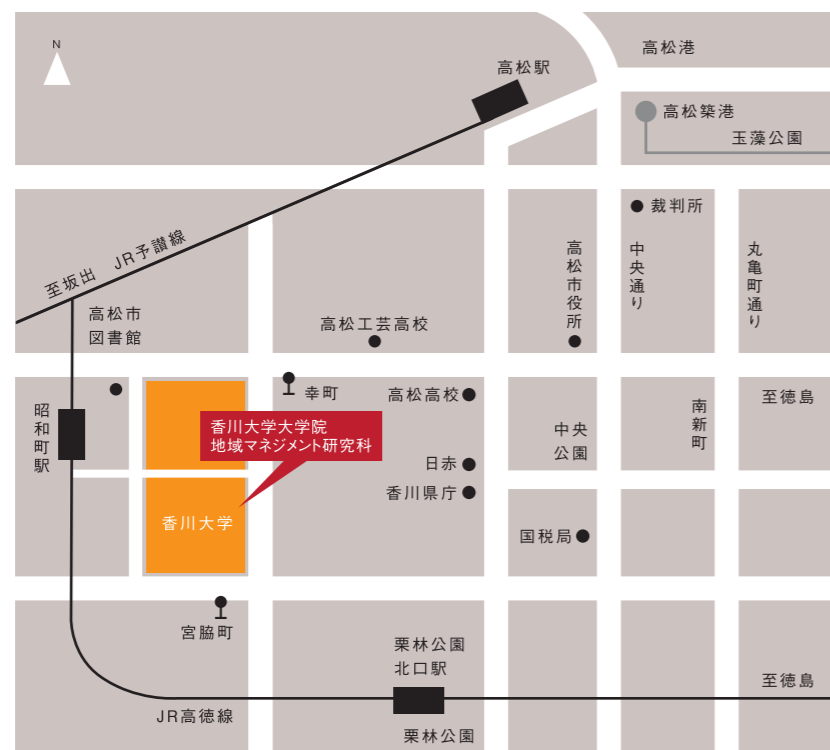 N
高松港
高松駅
高松築港
玉藻公園
裁判所
至坂出 JR予讃線
高松市役所
中央通り
丸亀町通り
高松市
図書館
高松工芸高校
幸町
高松高校
南新町
至徳島
昭和町駅
香川大学大学院
地域マネジメント研究科
中央
公園
日赤
香川県庁
香川大学
国税局
宮脇町
栗林公園
北口駅
至徳島
JR高徳線
栗林公園